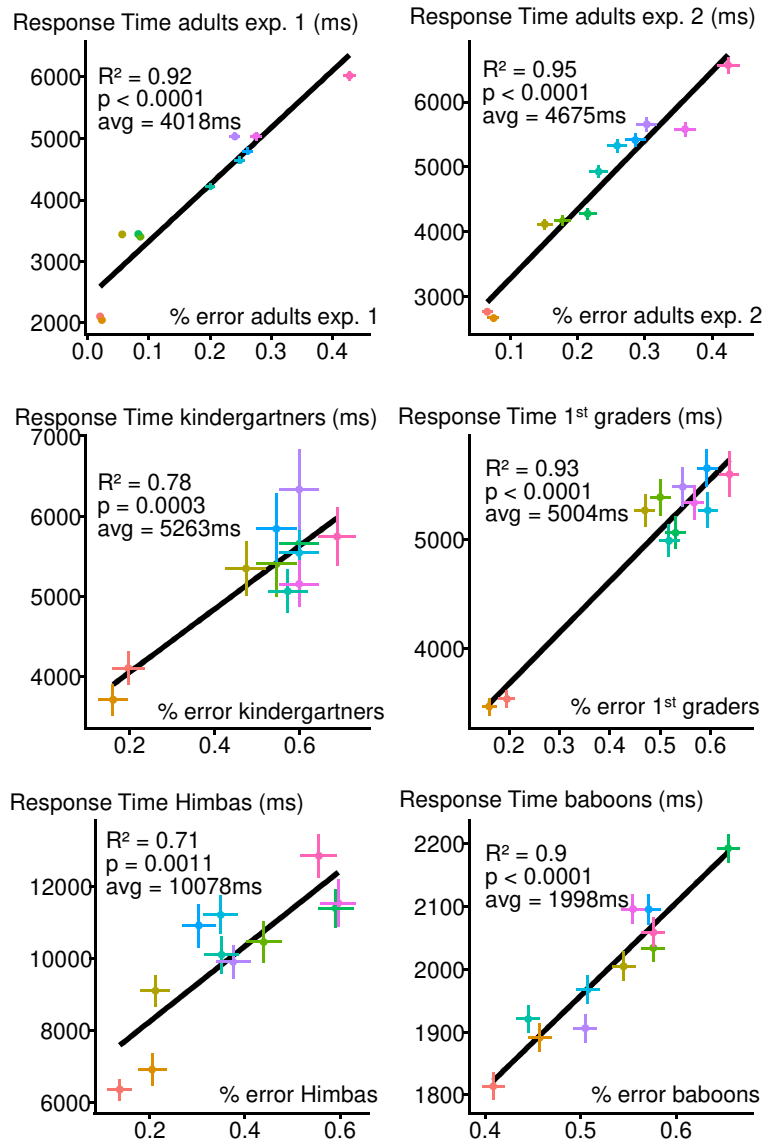 Response Time adults exp. 1 (ms)
R² = 0.92
p < 0.0001
avg = 4018ms
6000
5000
4000
3000
2000
% error adults exp. 1
0.0 0.1 0.2 0.3 0.4
Response Time adults exp. 2 (ms)
R² = 0.95
p < 0.0001
avg = 4675ms
6000
5000
4000
3000
% error adults exp. 2
0.1 0.2 0.3 0.4
Response Time kindergartners (ms)
7000
R² = 0.78
p = 0.0003
avg = 5263ms
6000
5000
4000
% error kindergartners
0.2 0.4 0.6
Response Time 1st graders (ms)
R² = 0.93
p < 0.0001
avg = 5004ms
5000
4000
% error 1st graders
0.2 0.3 0.4 0.5 0.6
Response Time Himbas (ms)
R² = 0.71
p = 0.0011
avg = 10078ms
12000
10000
8000
6000
% error Himbas
0.2 0.4 0.6
Response Time baboons (ms)
2200
R² = 0.9
p < 0.0001
avg = 1998ms
2100
2000
1900
1800
% error baboons
0.4 0.5 0.6